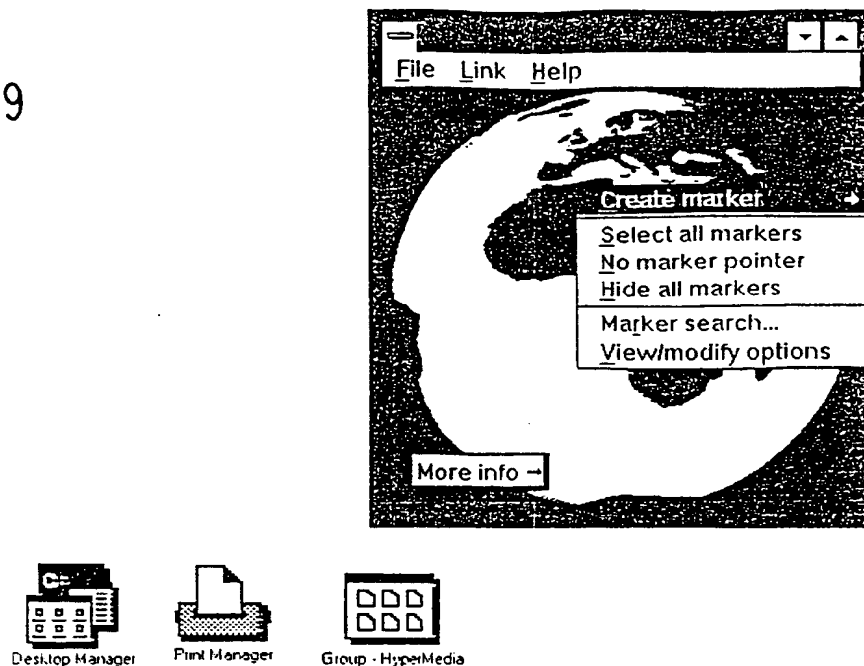 9
File Link Help
Create marker →
Select all markers
No marker pointer
Hide all markers
Marker search...
View/modify options
More info →
Desktop Manager
Print Manager
Group - HyperMedia